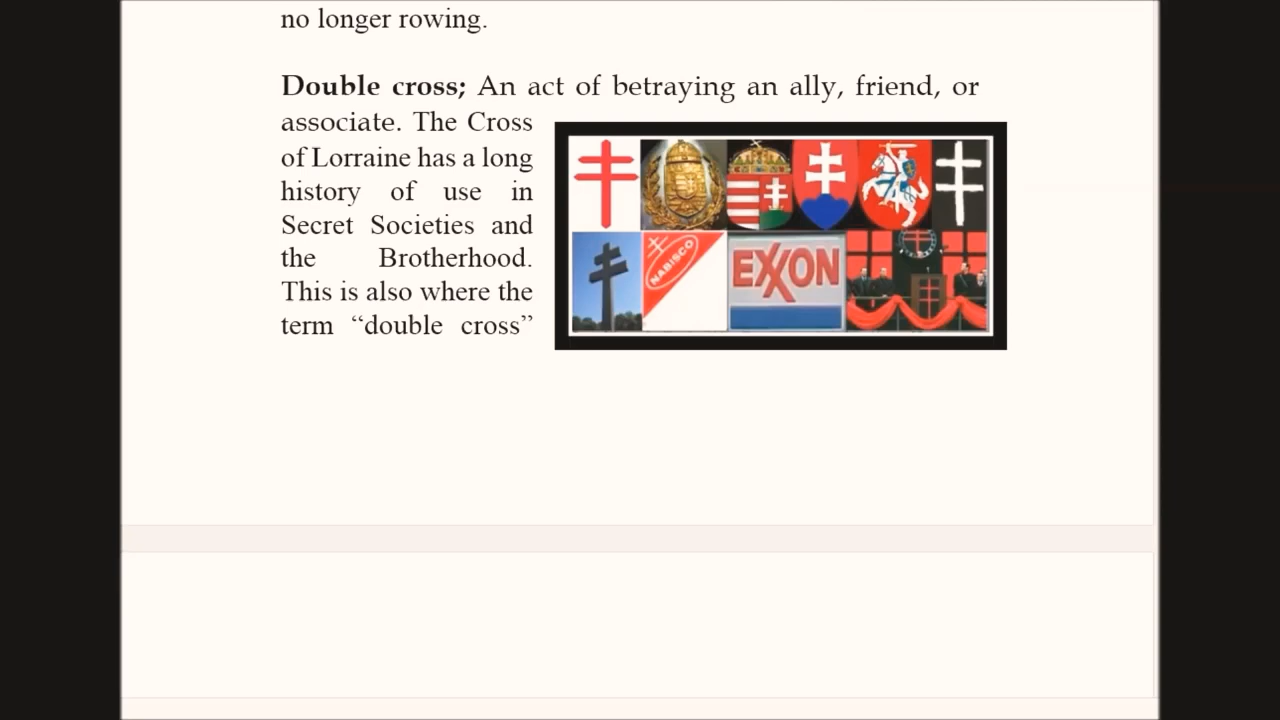 no longer rowing.
Double cross; An act of betraying an ally, friend, or
associate. The Cross
of Lorraine has a long
history of use in
Secret Societies and
the Brotherhood.
This is also where the
term “double cross”
NABISCO
EXXON